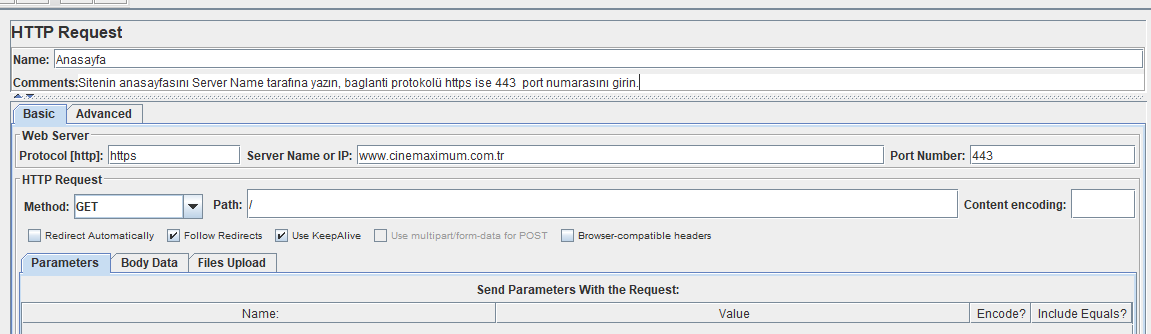 HTTP Request
Name: Anasayfa
Comments: Sitenin anasayfasını Server Name tarafına yazın, baglanti protokolü https ise 443 port numarasını girin.
Basic Advanced
Web Server
Protocol [http]: https Server Name or IP: www.cinemaximum.com.tr Port Number: 443
HTTP Request
Method: GET Path: / Content encoding:
Redirect Automatically Follow Redirects Use KeepAlive Use multipart/form-data for POST Browser-compatible headers
Parameters Body Data Files Upload
Send Parameters With the Request:
Name: Value Encode? Include Equals?